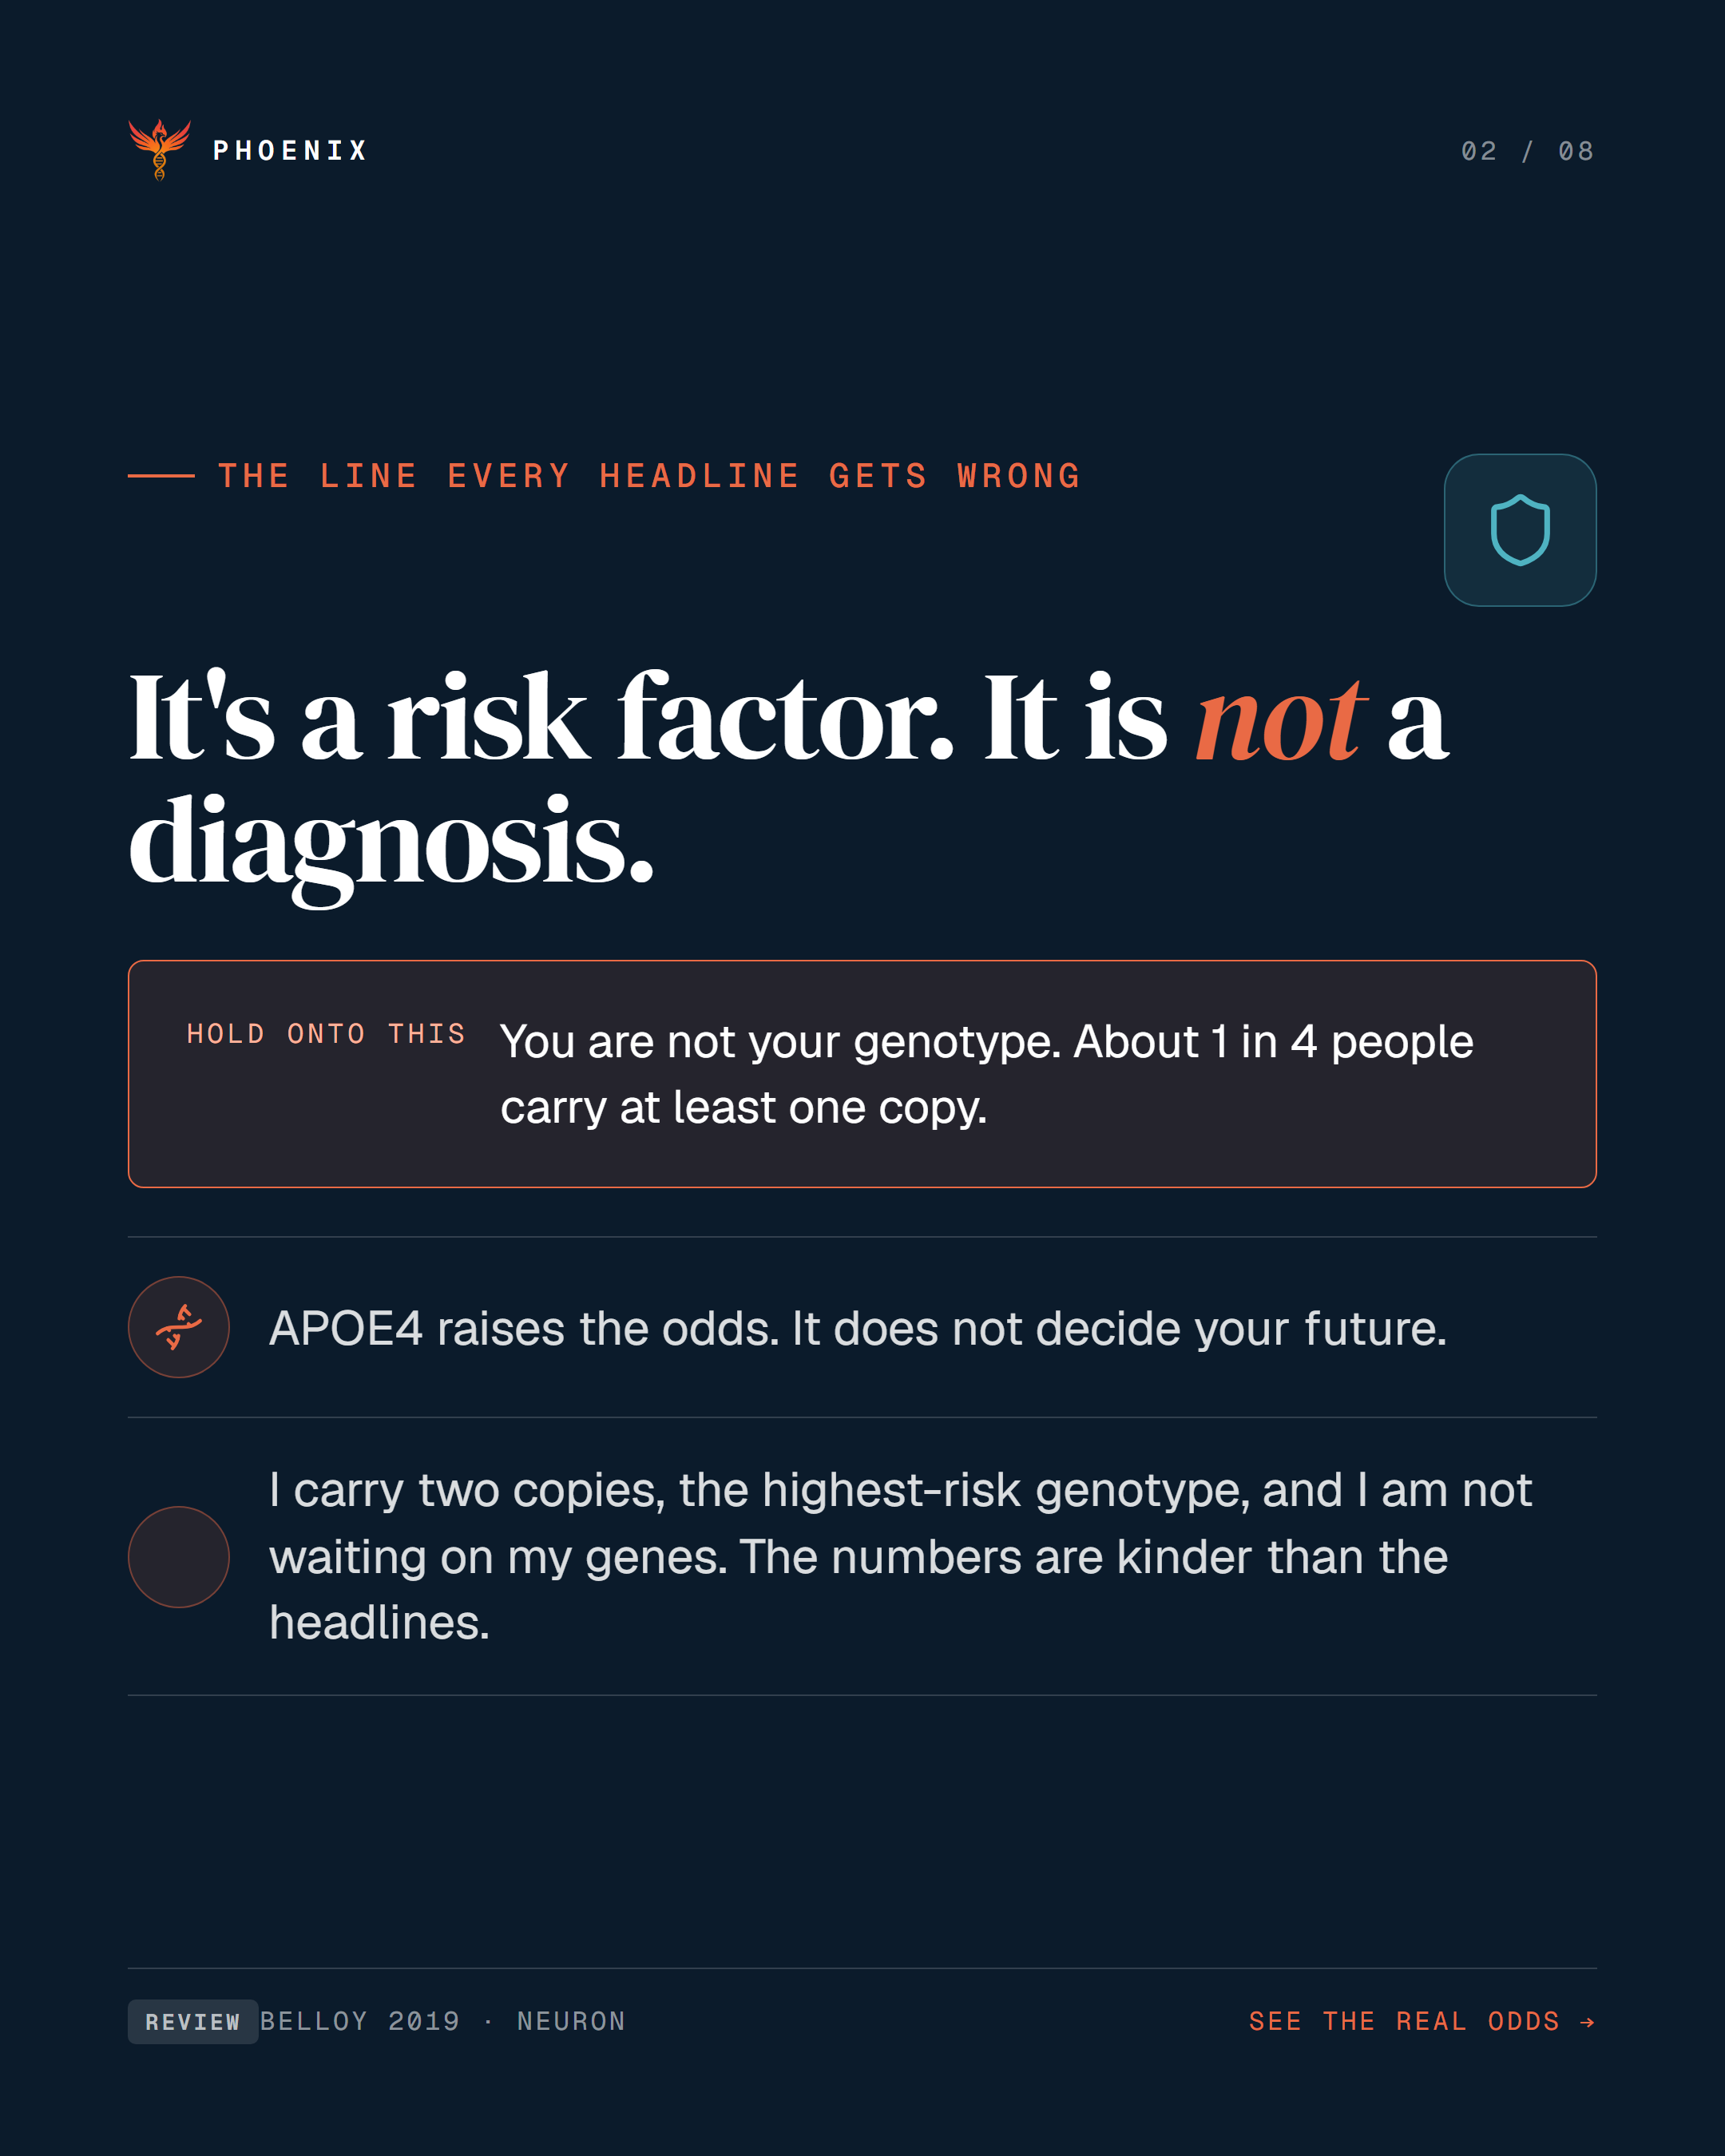 PHOENIX
02 / 08
THE LINE EVERY HEADLINE GETS WRONG
It's a risk factor. It is not a
diagnosis.
HOLD ONTO THIS
You are not your genotype. About 1 in 4 people
carry at least one copy.
APOE4 raises the odds. It does not decide your future.
I carry two copies, the highest-risk genotype, and I am not
waiting on my genes. The numbers are kinder than the
headlines.
REVIEW BELLOY 2019 · NEURON
SEE THE REAL ODDS →